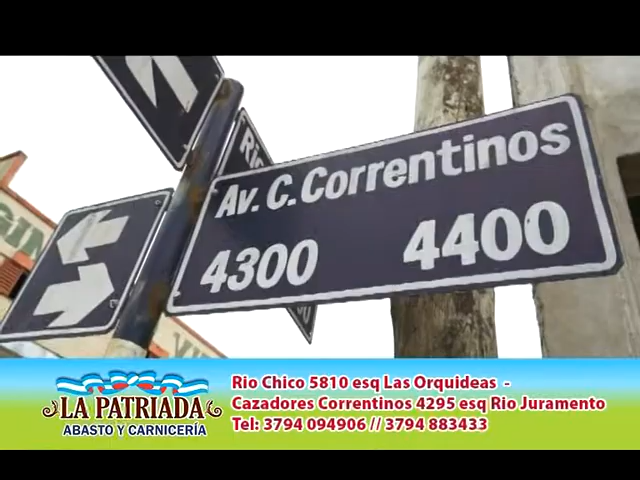 Rio
Av. C. Correntinos
4300 4400
LA PATRIADA
ABASTO Y CARNICERÍA
Rio Chico 5810 esq Las Orquideas -
Cazadores Correntinos 4295 esq Rio Juramento
Tel: 3794 094906 // 3794 883433